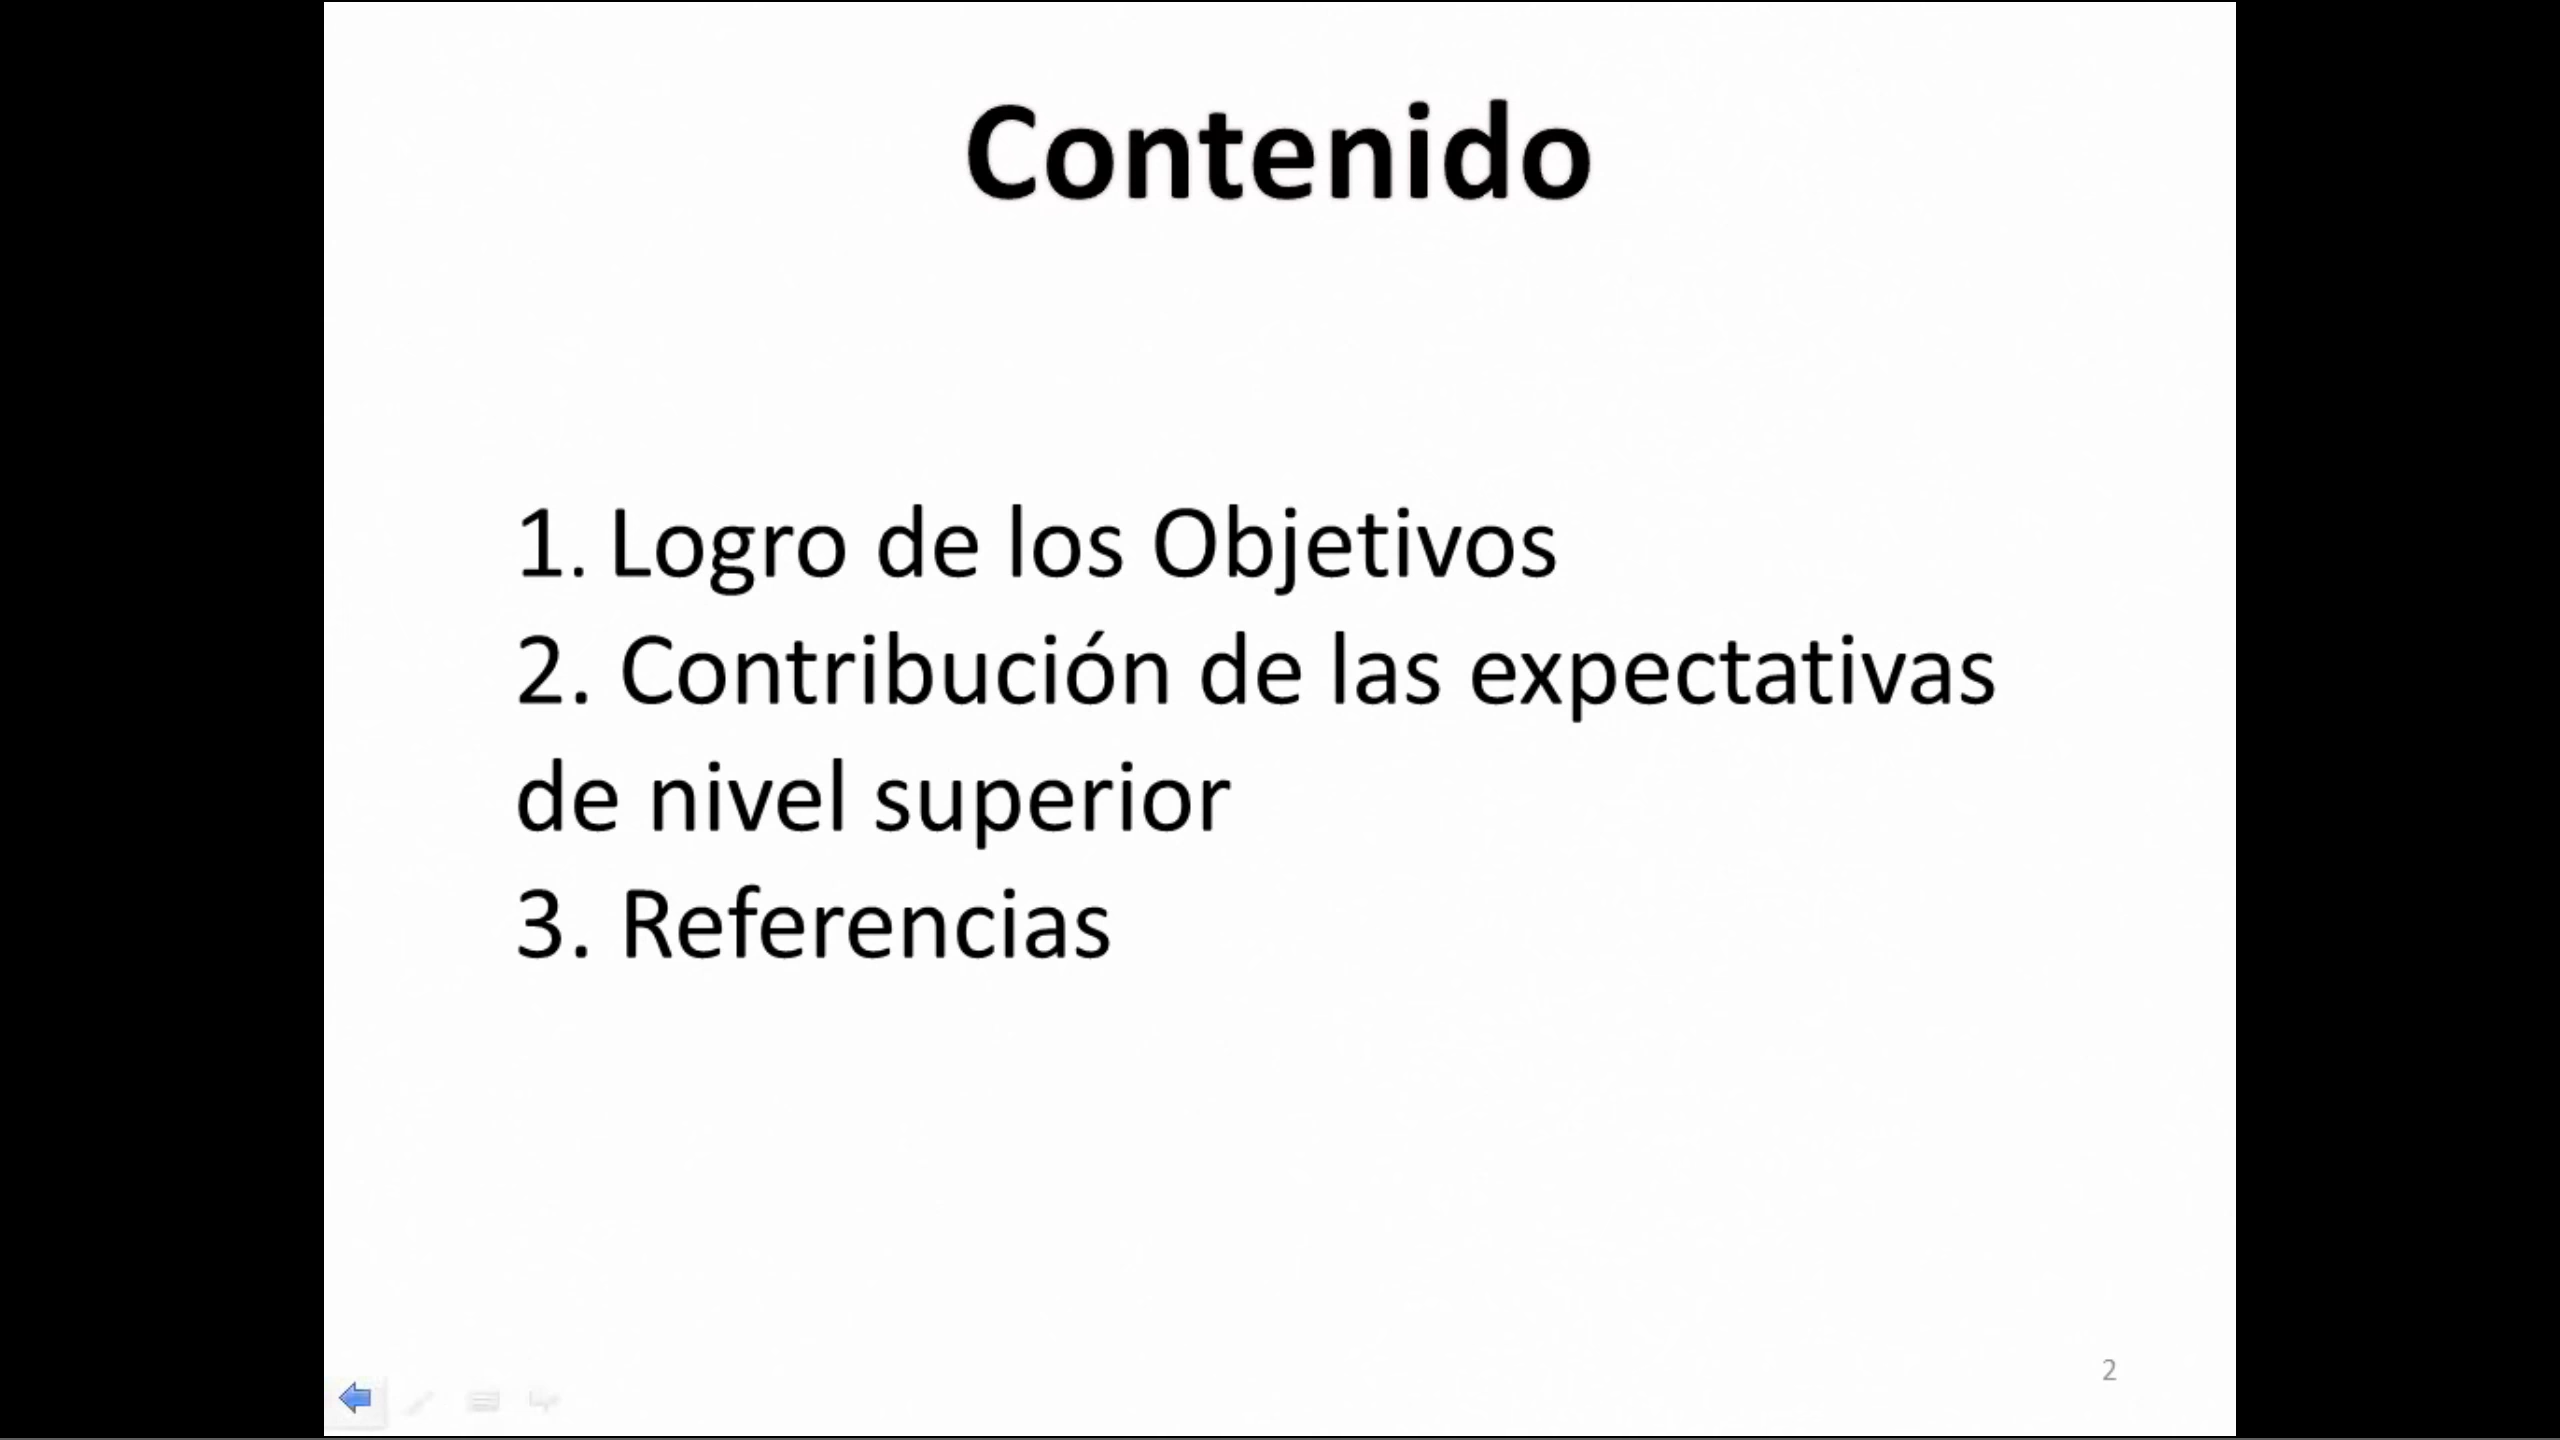 Contenido
1. Logro de los Objetivos
2. Contribución de las expectativas
de nivel superior
3. Referencias
2